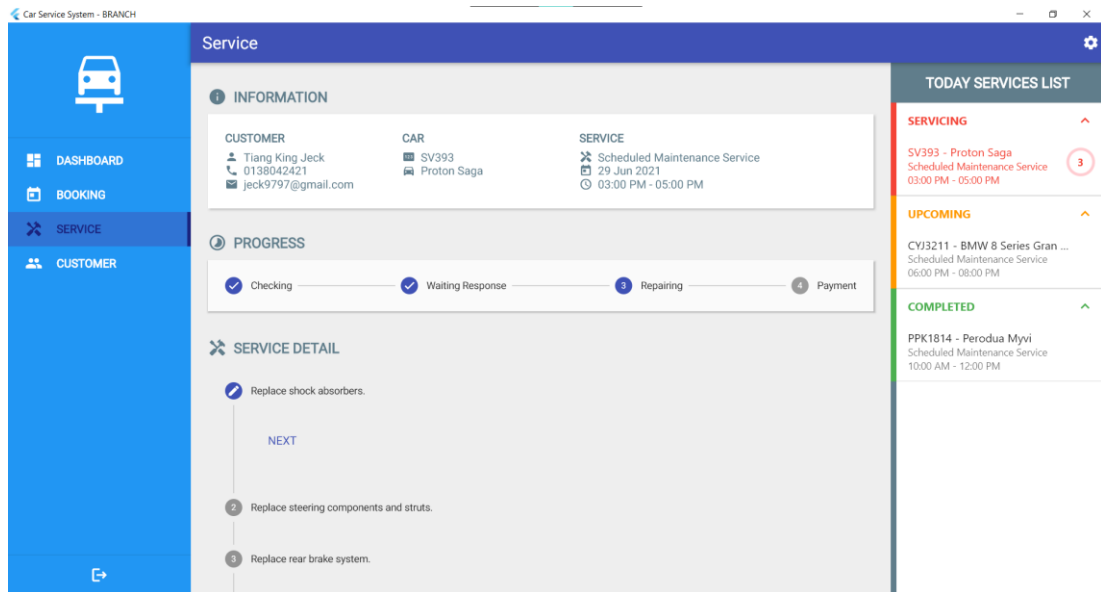 Car Service System - BRANCH
Service
DASHBOARD
BOOKING
SERVICE
CUSTOMER
INFORMATION
CUSTOMER
Tiang King Jeck
0138042421
jeck9797@gmail.com
CAR
SV393
Proton Saga
SERVICE
Scheduled Maintenance Service
29 Jun 2021
03:00 PM - 05:00 PM
PROGRESS
Checking
Waiting Response
3 Repairing
4 Payment
SERVICE DETAIL
Replace shock absorbers.
NEXT
2 Replace steering components and struts.
3 Replace rear brake system.
TODAY SERVICES LIST
SERVICING
SV393 - Proton Saga
Scheduled Maintenance Service
03:00 PM - 05:00 PM
3
UPCOMING
CYJ3211 - BMW 8 Series Gran ...
Scheduled Maintenance Service
06:00 PM - 08:00 PM
COMPLETED
PPK1814 - Perodua Myvi
Scheduled Maintenance Service
10:00 AM - 12:00 PM